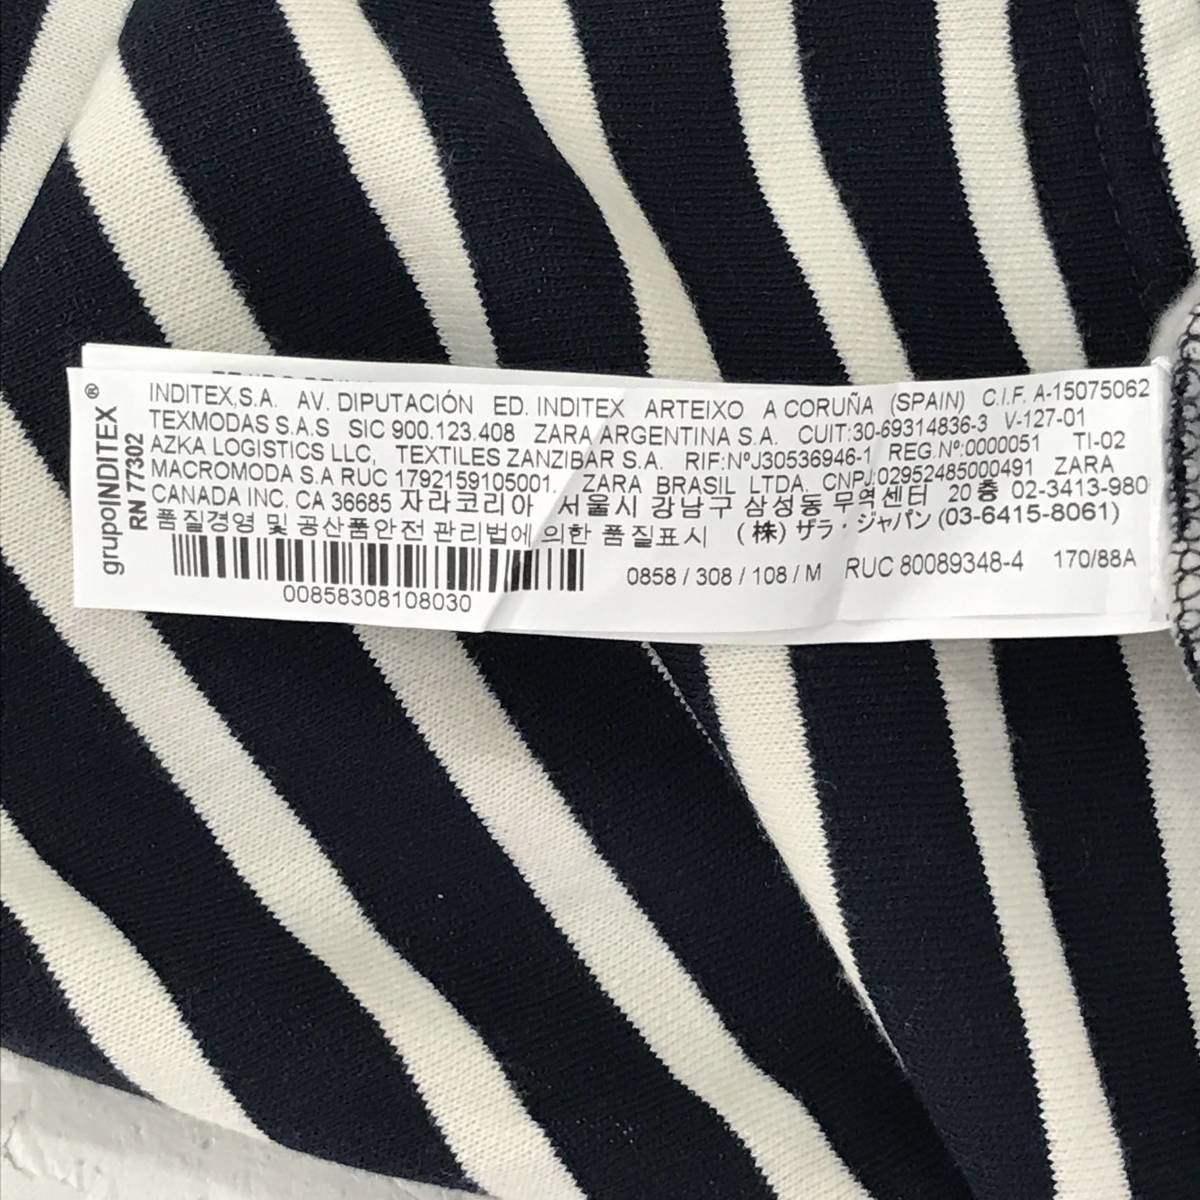 grupoINDITEX®
RN 77302
INDITEX,S.A. AV. DIPUTACIÓN ED. INDITEX ARTEIXO A CORUÑA (SPAIN) C.I.F. A-15075062
TEXMODAS S.A.S SIC 900.123.408 ZARA ARGENTINA S.A. CUIT:30-69314836-3 V-127-01
AZKA LOGISTICS LLC, TEXTILES ZANZIBAR S.A. RIF:NºJ30536946-1 REG.Nº:0000051 TI-02
MACROMODA S.A RUC 1792159105001. ZARA BRASIL LTDA. CNPJ:02952485000491 ZARA
CANADA INC. CA 36685 자라코리아 서울시 강남구 삼성동 무역센터 20층 02-3413-980
품질경영 및 공산품안전 관리법에 의한 품질표시 (株) ザラ・ジャパン (03-6415-8061)
0858 / 308 / 108 / M RUC 80089348-4 170/88A
00858308108030